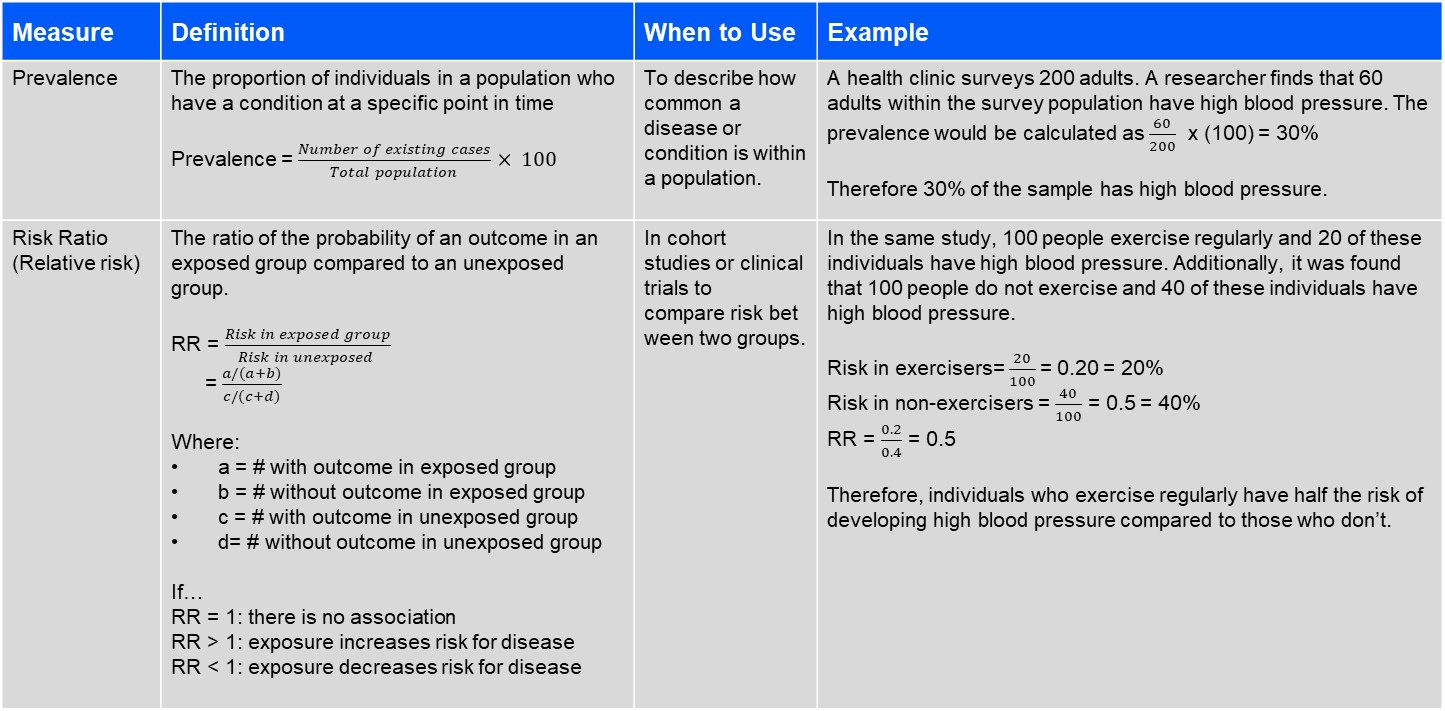 Measure
Definition
When to Use
Example
Prevalence
The proportion of individuals in a population who
have a condition at a specific point in time
Prevalence = Number of existing cases / Total population × 100
To describe how
common a
disease or
condition is within
a population.
A health clinic surveys 200 adults. A researcher finds that 60
adults within the survey population have high blood pressure. The
prevalence would be calculated as 60/200 x (100) = 30%
Therefore 30% of the sample has high blood pressure.
Risk Ratio
(Relative risk)
The ratio of the probability of an outcome in an
exposed group compared to an unexposed
group.
RR = Risk in exposed group / Risk in unexposed
= a/(a+b) / c/(c+d)
Where:
• a = # with outcome in exposed group
• b = # without outcome in exposed group
• c = # with outcome in unexposed group
• d= # without outcome in unexposed group
If…
RR = 1: there is no association
RR > 1: exposure increases risk for disease
RR < 1: exposure decreases risk for disease
In cohort
studies or clinical
trials to
compare risk bet
ween two groups.
In the same study, 100 people exercise regularly and 20 of these
individuals have high blood pressure. Additionally, it was found
that 100 people do not exercise and 40 of these individuals have
high blood pressure.
Risk in exercisers= 20/100 = 0.20 = 20%
Risk in non-exercisers = 40/100 = 0.5 = 40%
RR = 0.2/0.4 = 0.5
Therefore, individuals who exercise regularly have half the risk of
developing high blood pressure compared to those who don't.